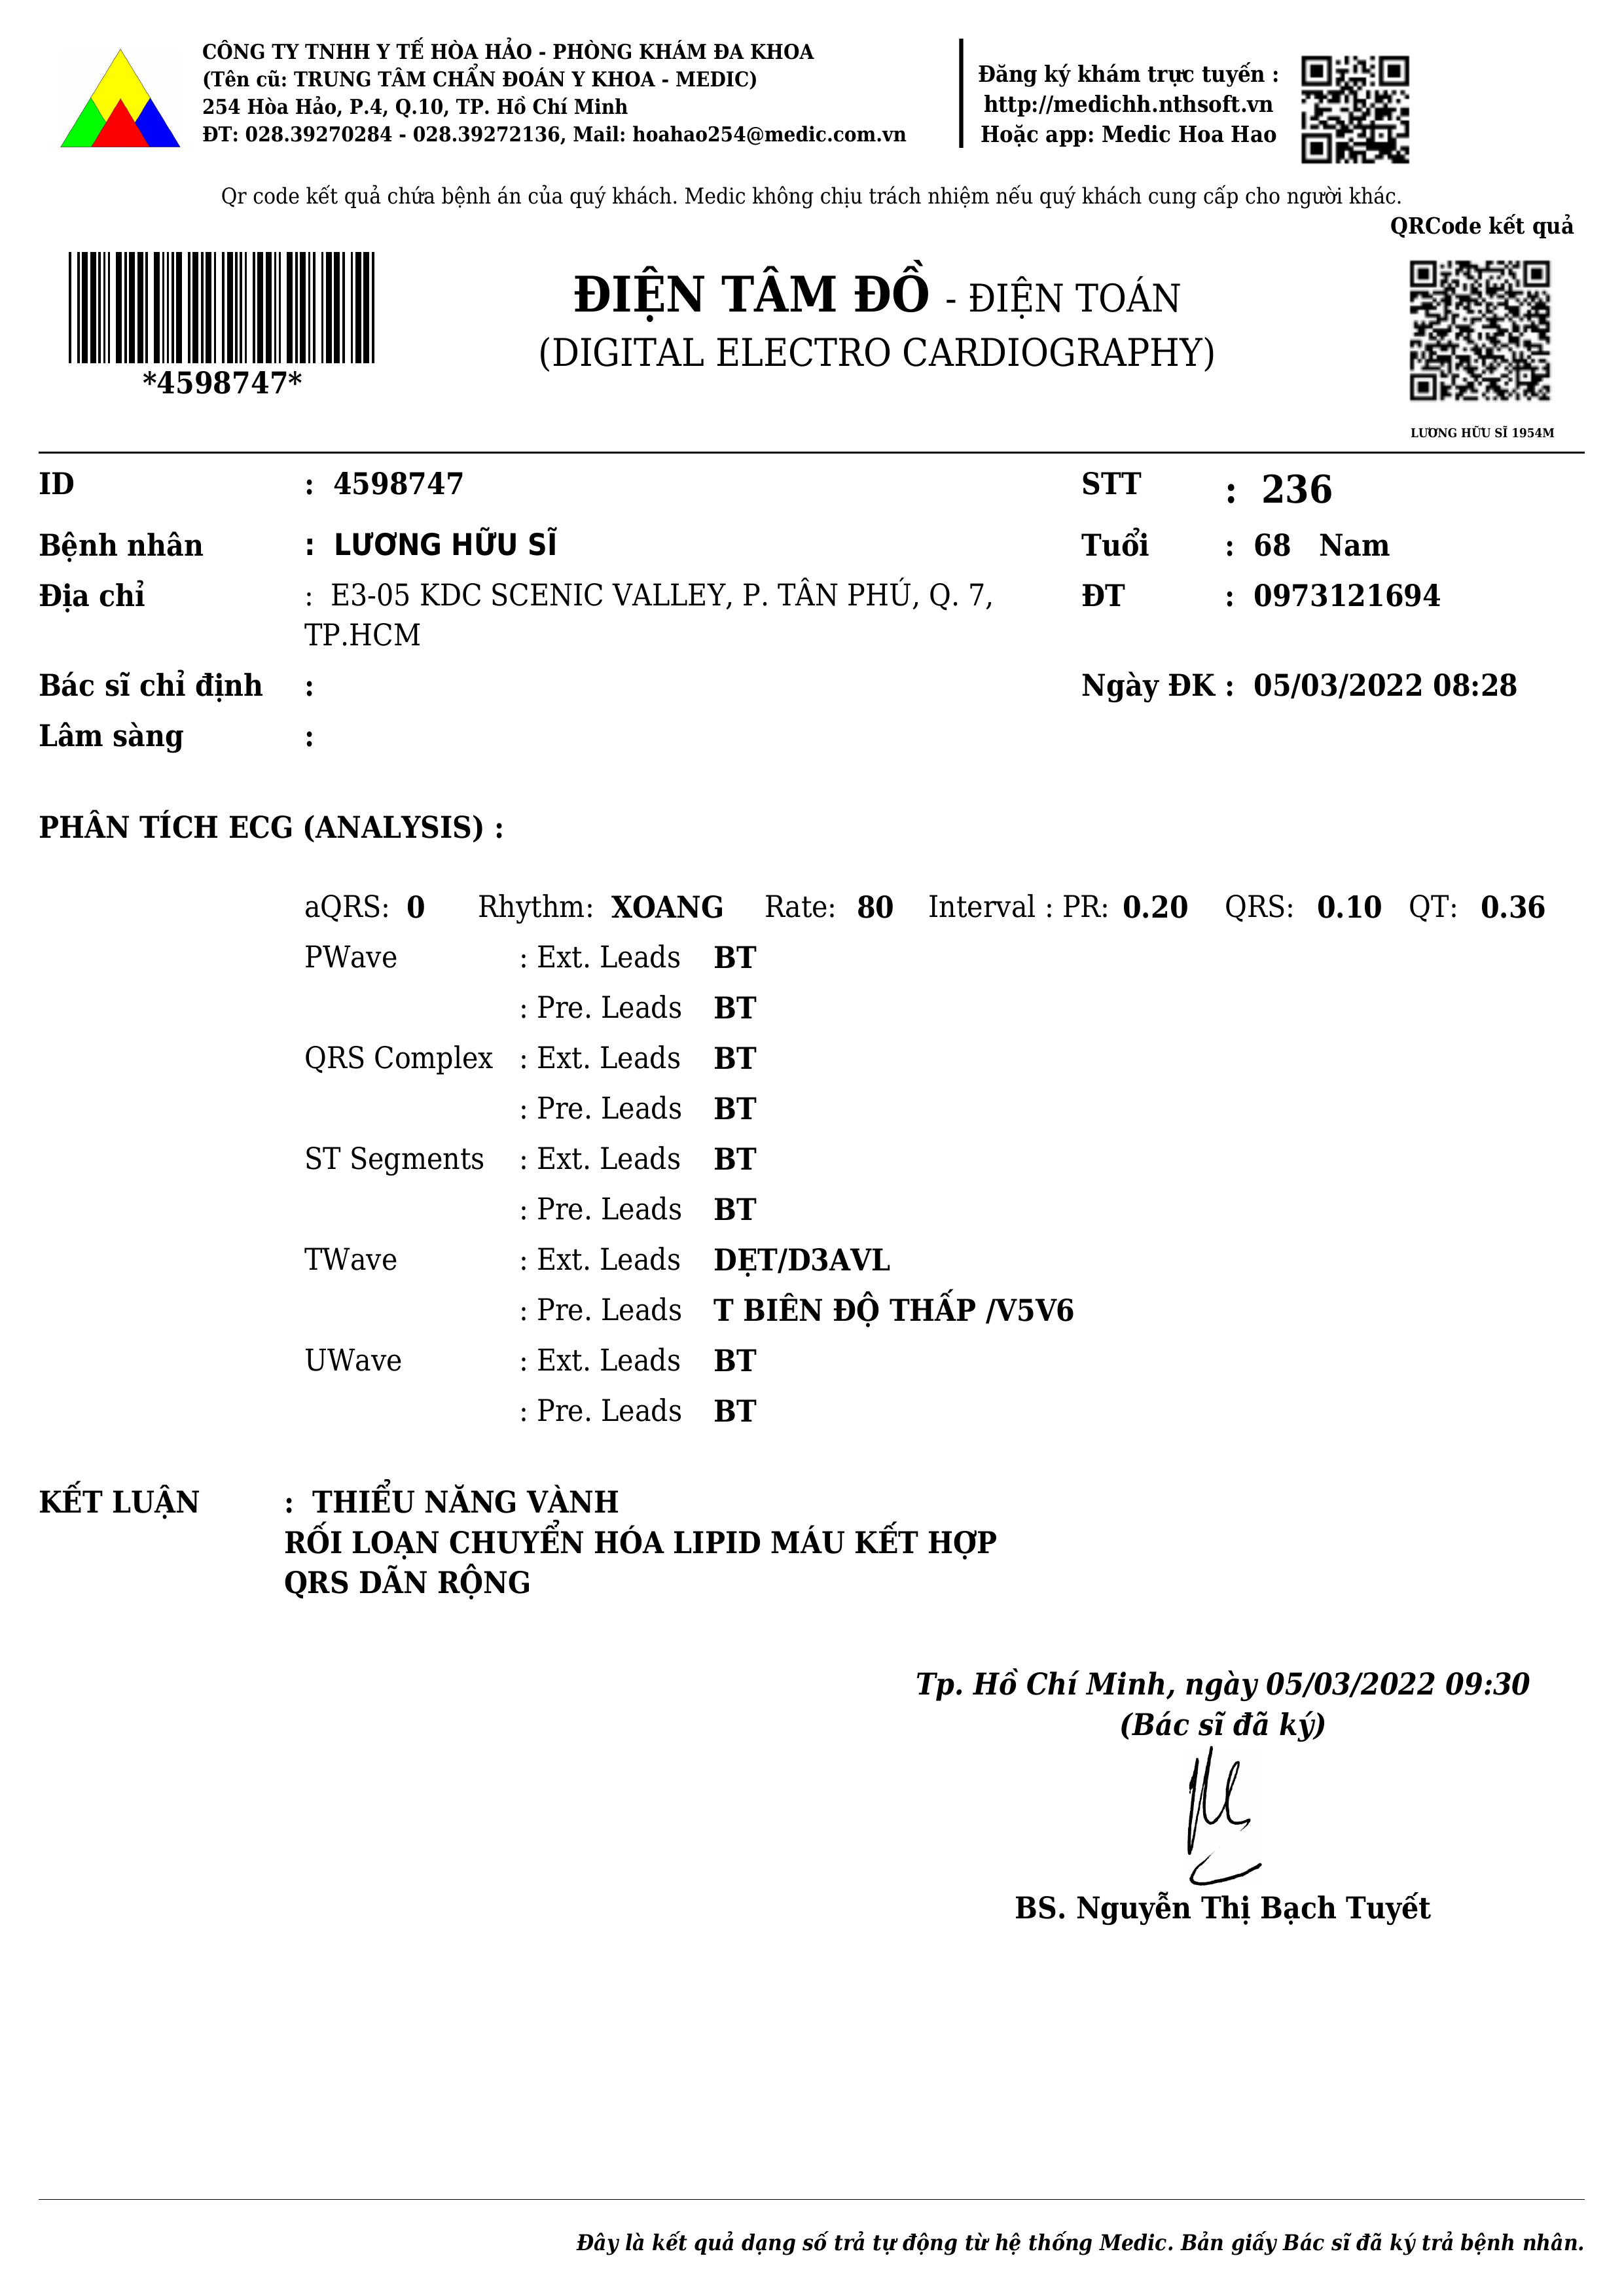 CÔNG TY TNHH Y TẾ HÒA HẢO - PHÒNG KHÁM ĐA KHOA
(Tên cũ: TRUNG TÂM CHẨN ĐOÁN Y KHOA - MEDIC)
254 Hòa Hảo, P.4, Q.10, TP. Hồ Chí Minh
ĐT: 028.39270284 - 028.39272136, Mail: hoahao254@medic.com.vn
Đăng ký khám trực tuyến :
http://medichh.nthsoft.vn
Hoặc app: Medic Hoa Hao
Qr code kết quả chứa bệnh án của quý khách. Medic không chịu trách nhiệm nếu quý khách cung cấp cho người khác.
QRCode kết quả
ĐIỆN TÂM ĐỒ - ĐIỆN TOÁN
(DIGITAL ELECTRO CARDIOGRAPHY)
*4598747*
LƯƠNG HỮU SĨ 1954M
ID : 4598747 STT : 236
Bệnh nhân : LƯƠNG HỮU SĨ Tuổi : 68 Nam
Địa chỉ : E3-05 KDC SCENIC VALLEY, P. TÂN PHÚ, Q. 7, ĐT : 0973121694
TP.HCM
Bác sĩ chỉ định : Ngày ĐK : 05/03/2022 08:28
Lâm sàng :
PHÂN TÍCH ECG (ANALYSIS) :
aQRS: 0 Rhythm: XOANG Rate: 80 Interval : PR: 0.20 QRS: 0.10 QT: 0.36
PWave : Ext. Leads BT
: Pre. Leads BT
QRS Complex : Ext. Leads BT
: Pre. Leads BT
ST Segments : Ext. Leads BT
: Pre. Leads BT
TWave : Ext. Leads DẸT/D3AVL
: Pre. Leads T BIÊN ĐỘ THẤP /V5V6
UWave : Ext. Leads BT
: Pre. Leads BT
KẾT LUẬN : THIỂU NĂNG VÀNH
RỐI LOẠN CHUYỂN HÓA LIPID MÁU KẾT HỢP
QRS DÃN RỘNG
Tp. Hồ Chí Minh, ngày 05/03/2022 09:30
(Bác sĩ đã ký)
BS. Nguyễn Thị Bạch Tuyết
Đây là kết quả dạng số trả tự động từ hệ thống Medic. Bản giấy Bác sĩ đã ký trả bệnh nhân.